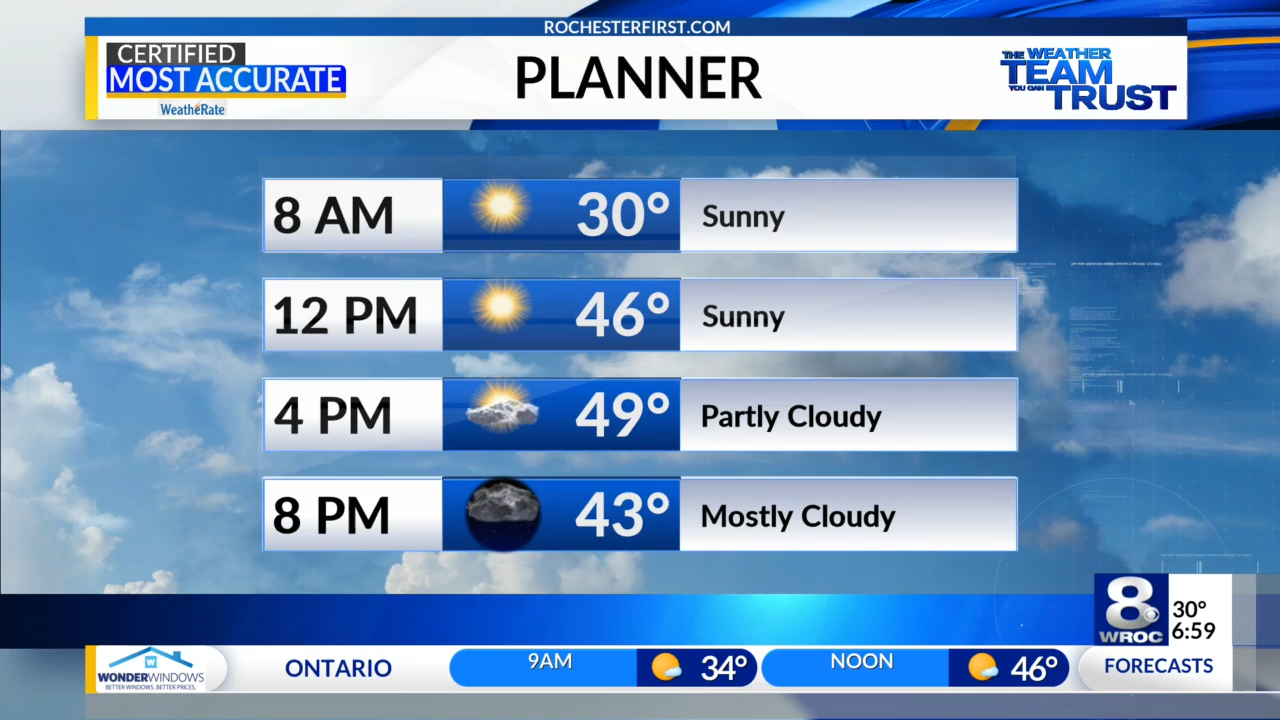 ROCHESTERFIRST.COM
CERTIFIED
MOST ACCURATE
WeatheRate
PLANNER
THE WEATHER
TEAM
YOU CAN TRUST
8 AM 30° Sunny
12 PM 46° Sunny
4 PM 49° Partly Cloudy
8 PM 43° Mostly Cloudy
8
WROC
30°
6:59
WONDERWINDOWS
BETTER WINDOWS. BETTER PRICES.
ONTARIO 9AM 34° NOON 46° FORECASTS